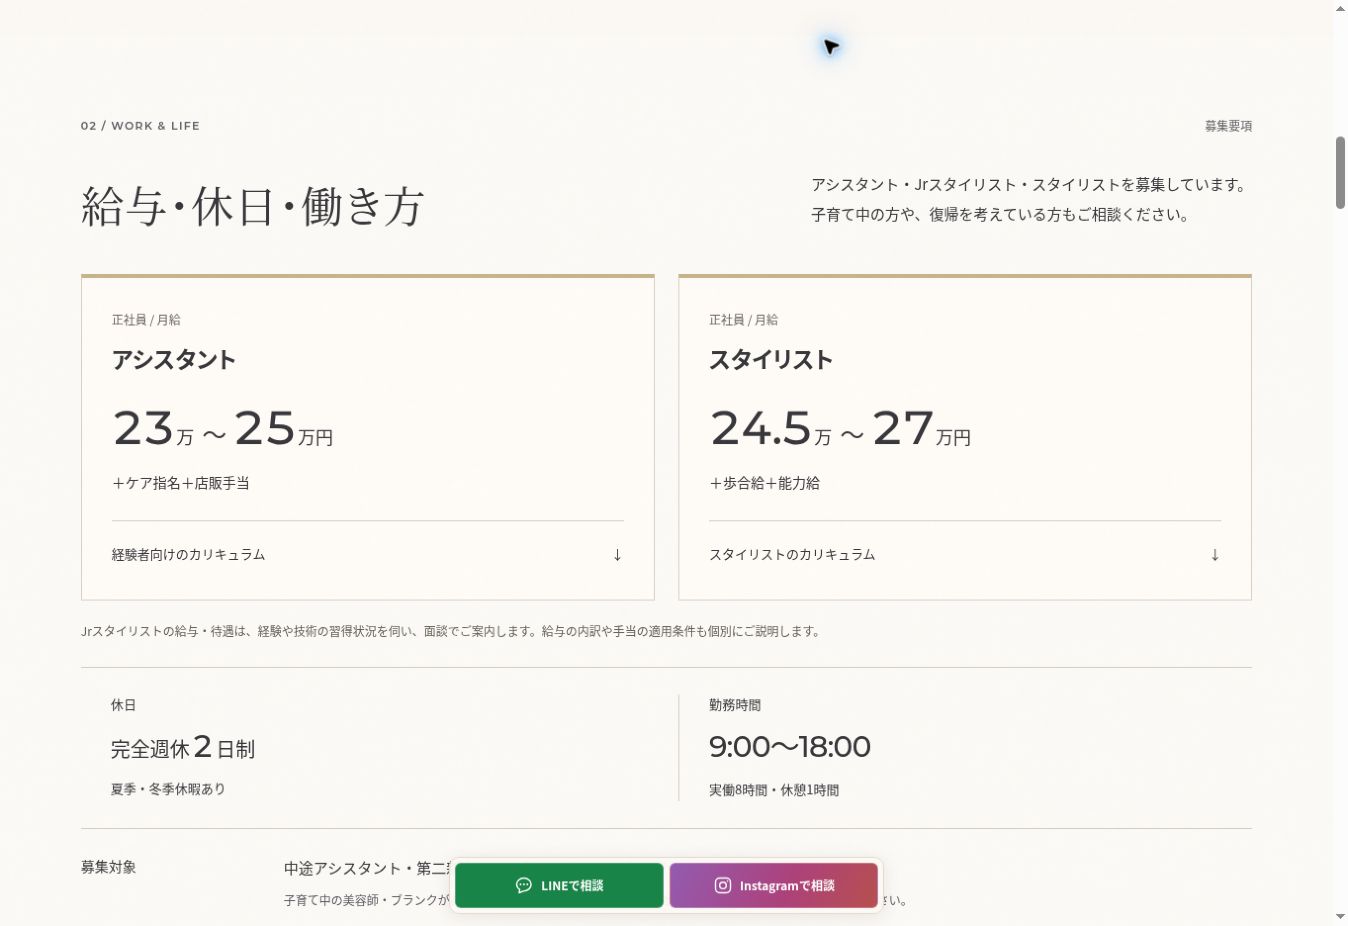 02 / WORK & LIFE
募集要項
給与・休日・働き方
アシスタント・Jrスタイリスト・スタイリストを募集しています。
子育て中の方や、復帰を考えている方もご相談ください。
正社員 / 月給
アシスタント
23万 〜 25万円
＋ケア指名＋店販手当
経験者向けのカリキュラム ↓
正社員 / 月給
スタイリスト
24.5万 〜 27万円
＋歩合給＋能力給
スタイリストのカリキュラム ↓
Jrスタイリストの給与・待遇は、経験や技術の習得状況を伺い、面談でご案内します。給与の内訳や手当の適用条件も個別にご説明します。
休日
完全週休2日制
夏季・冬季休暇あり
勤務時間
9:00〜18:00
実働8時間・休憩1時間
募集対象
中途アシスタント・第二
子育て中の美容師・ブランクが
さい。
LINEで相談
Instagramで相談